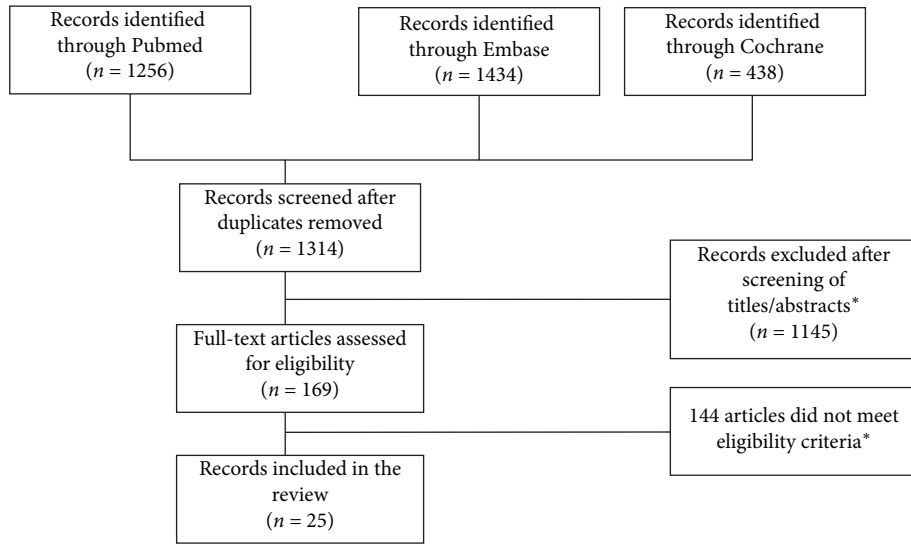 Records identified
through Pubmed
(n = 1256)
Records identified
through Embase
(n = 1434)
Records identified
through Cochrane
(n = 438)
Records screened after
duplicates removed
(n = 1314)
Records excluded after
screening of
titles/abstracts*
(n = 1145)
Full-text articles assessed
for eligibility
(n = 169)
144 articles did not meet
eligibility criteria*
Records included in the
review
(n = 25)